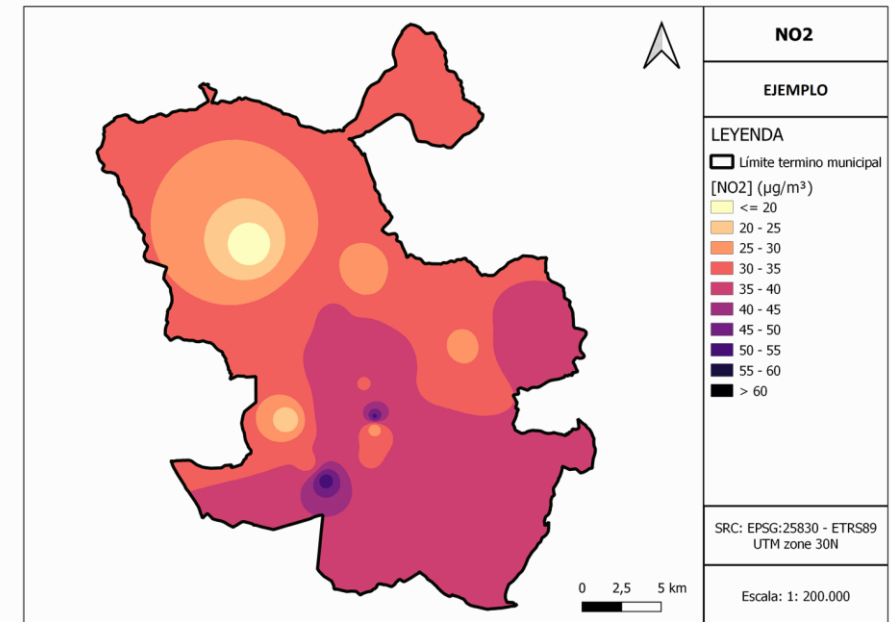 NO2
EJEMPLO
LEYENDA
Límite termino municipal
[NO2] (µg/m³)
<= 20
20 - 25
25 - 30
30 - 35
35 - 40
40 - 45
45 - 50
50 - 55
55 - 60
> 60
0 2,5 5 km
SRC: EPSG:25830 - ETRS89
UTM zone 30N
Escala: 1: 200.000